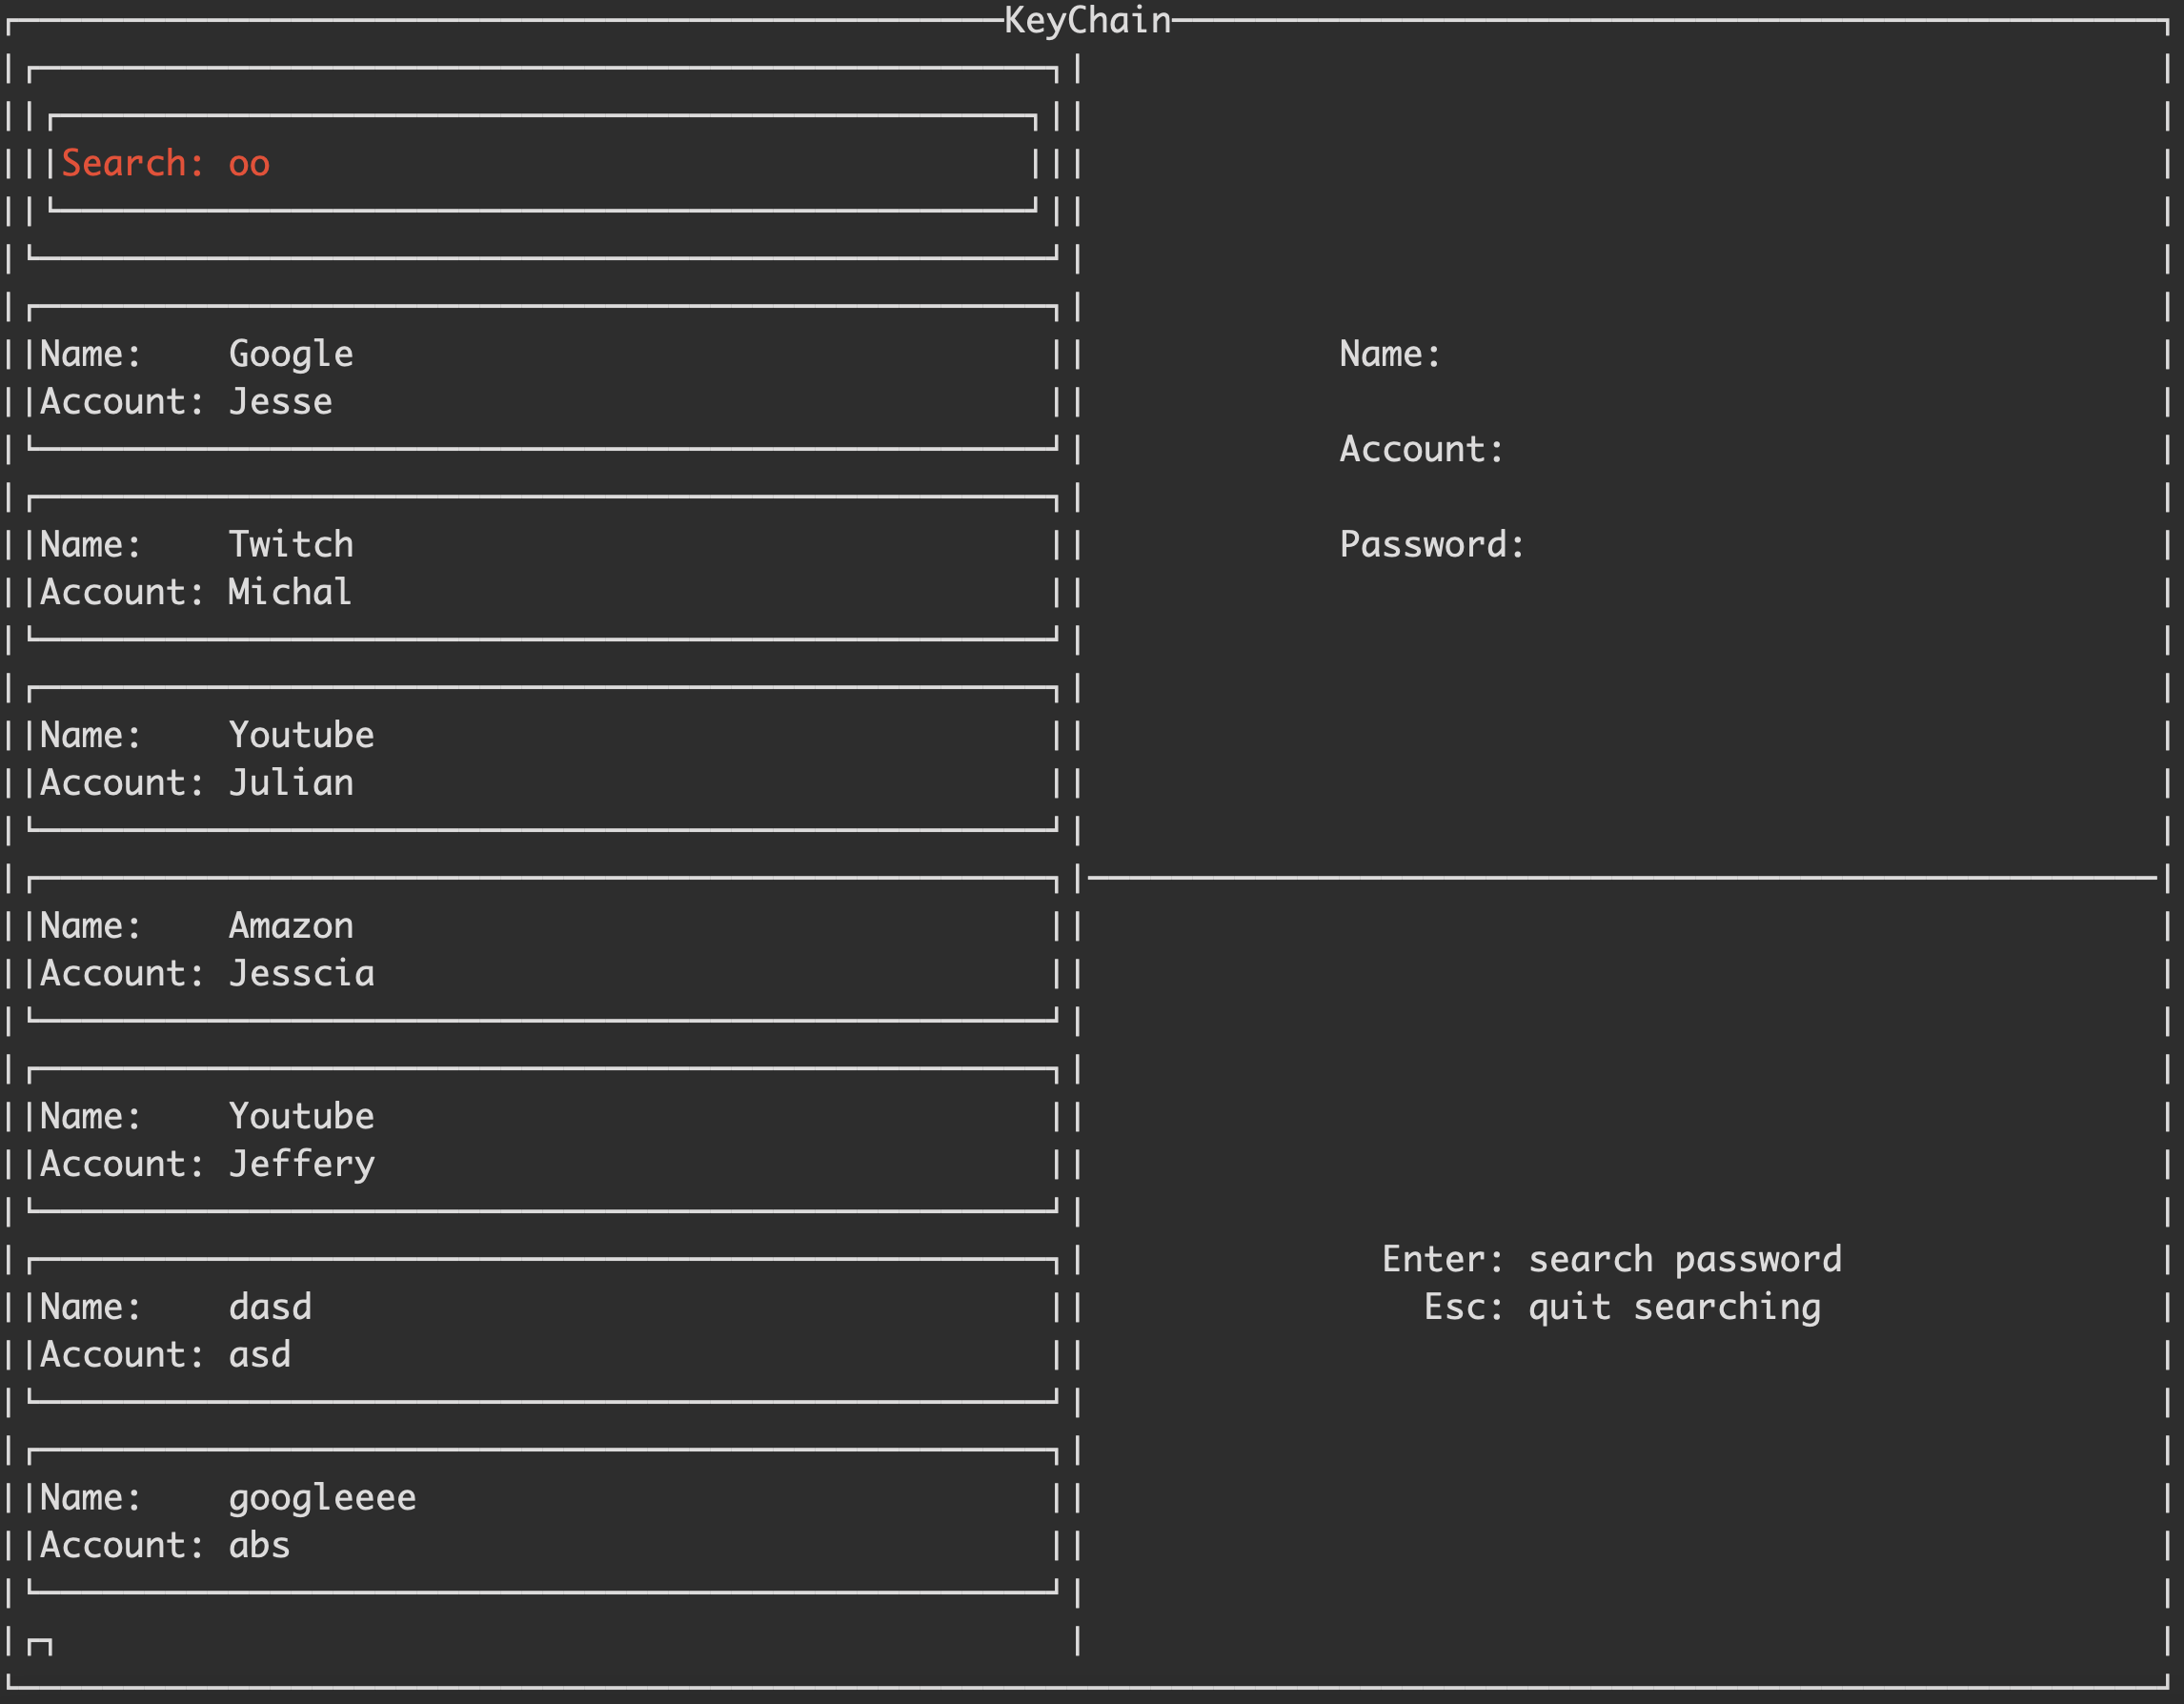 KeyChain
Search: oo
Name: Google
Account: Jesse
Name: Twitch
Account: Michal
Name: Youtube
Account: Julian
Name: Amazon
Account: Jesscia
Name: Youtube
Account: Jeffery
Name: dasd
Account: asd
Name: googleeee
Account: abs
Name:
Account:
Password:
Enter: search password
Esc: quit searching